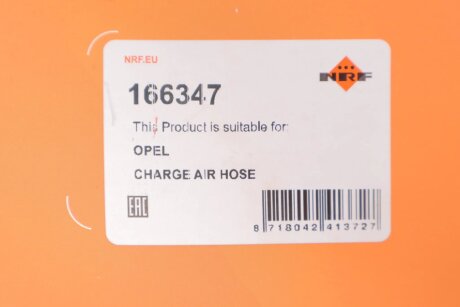 NRF.EU
NRF
166347
This Product is suitable for:
OPEL
CHARGE AIR HOSE
EAC
8 718042 413727